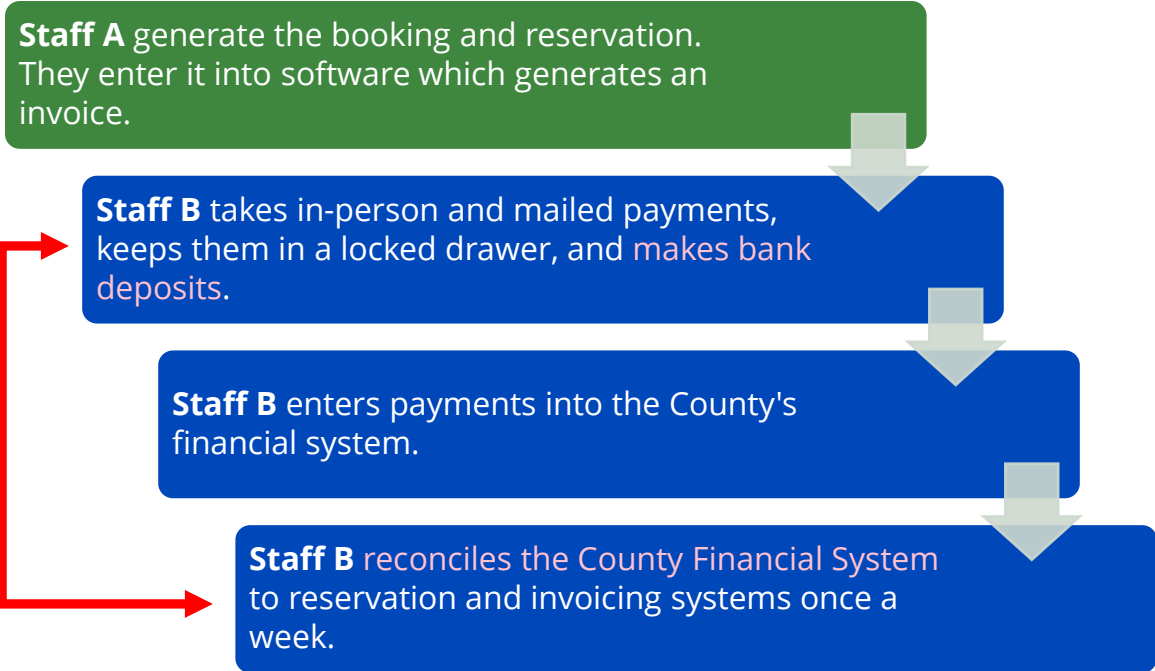 Staff A generate the booking and reservation.
They enter it into software which generates an
invoice.
Staff B takes in-person and mailed payments,
keeps them in a locked drawer, and makes bank
deposits.
Staff B enters payments into the County's
financial system.
Staff B reconciles the County Financial System
to reservation and invoicing systems once a
week.